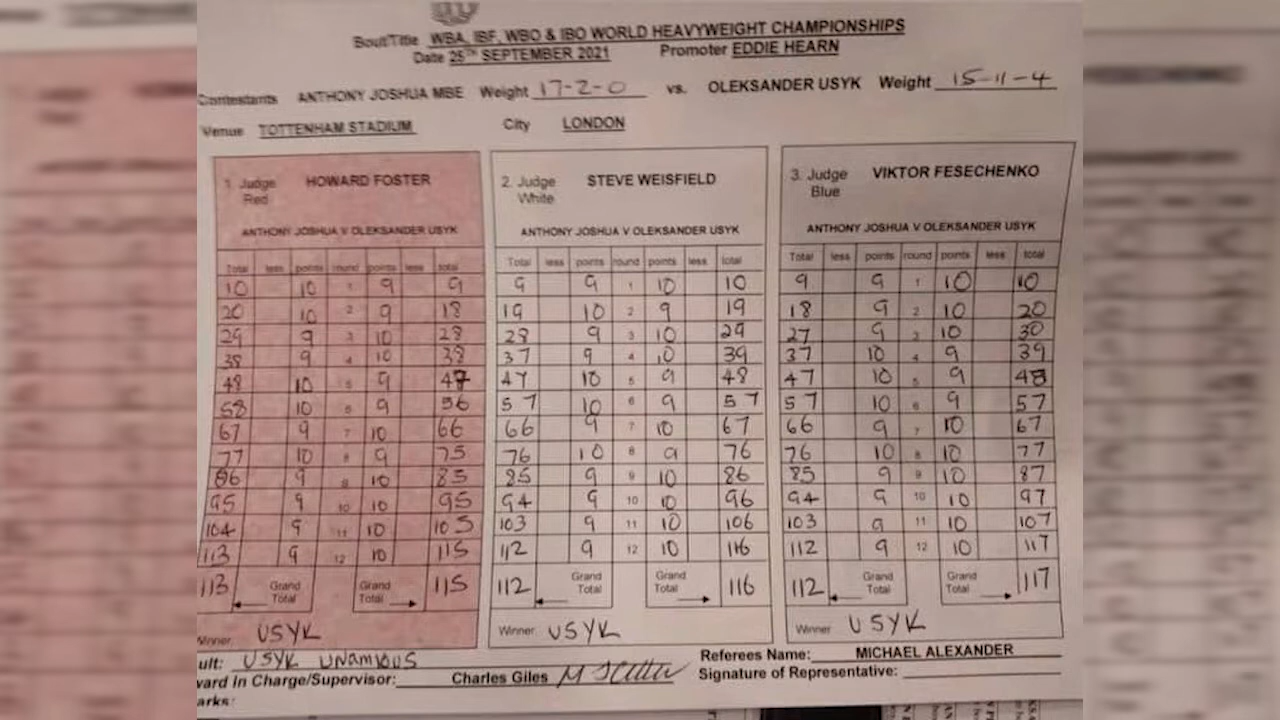 Bout/Title WBA, IBF, WBO & IBO WORLD HEAVYWEIGHT CHAMPIONSHIPS
Date 25TH SEPTEMBER 2021 Promoter EDDIE HEARN
Contestants ANTHONY JOSHUA MBE Weight 17-2-0 vs. OLEKSANDER USYK Weight 15-11-4
Venue TOTTENHAM STADIUM City LONDON
1. Judge Red HOWARD FOSTER
ANTHONY JOSHUA V OLEKSANDER USYK
Total less points round points less total
10 10 1 9 9
20 10 2 9 18
29 9 3 10 28
38 9 4 10 38
48 10 5 9 47
58 10 6 9 56
67 9 7 10 66
77 10 8 9 75
86 9 9 10 85
95 9 10 10 95
104 9 11 10 105
113 9 12 10 115
113 Grand Total Grand Total 115
Winner USYK
2. Judge White STEVE WEISFIELD
ANTHONY JOSHUA V OLEKSANDER USYK
Total less points round points less total
9 9 1 10 10
19 10 2 9 19
28 9 3 10 29
37 9 4 10 39
47 10 5 9 48
57 10 6 9 57
66 9 7 10 67
76 10 8 9 76
85 9 9 10 86
94 9 10 10 96
103 9 11 10 106
112 9 12 10 116
112 Grand Total Grand Total 116
Winner USYK
3. Judge Blue VIKTOR FESECHENKO
ANTHONY JOSHUA V OLEKSANDER USYK
Total less points round points less total
9 9 1 10 10
18 9 2 10 20
27 9 3 10 30
37 10 4 9 39
47 10 5 9 48
57 10 6 9 57
66 9 7 10 67
76 10 8 10 77
85 9 9 10 87
94 9 10 10 97
103 9 11 10 107
112 9 12 10 117
112 Grand Total Grand Total 117
Winner USYK
ult: USYK UNAMIOUS
Referees Name: MICHAEL ALEXANDER
ward In Charge/Supervisor: Charles Giles
Signature of Representative:
arks: